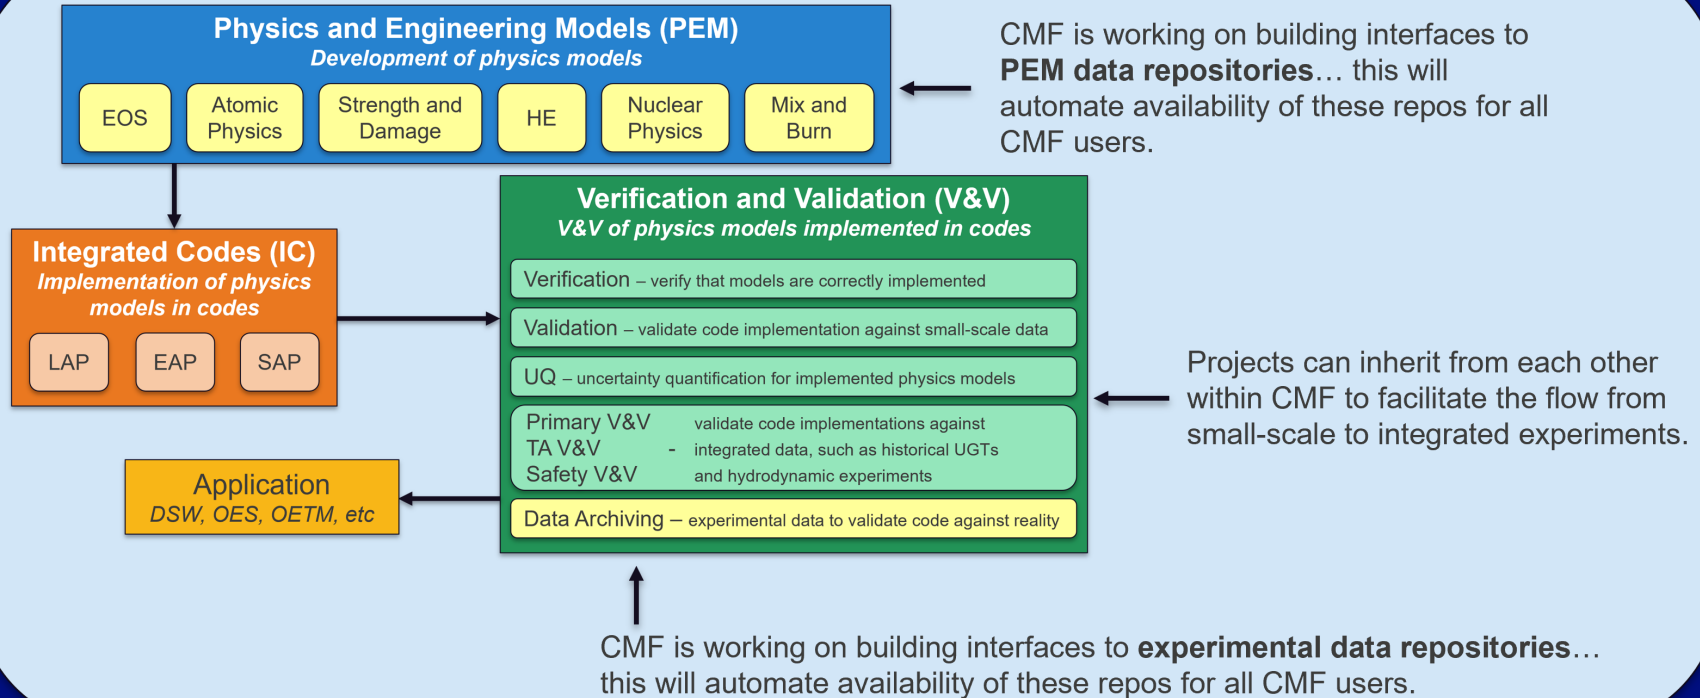 Physics and Engineering Models (PEM)
Development of physics models
EOS
Atomic
Physics
Strength and
Damage
HE
Nuclear
Physics
Mix and
Burn
CMF is working on building interfaces to
PEM data repositories… this will
automate availability of these repos for all
CMF users.
Integrated Codes (IC)
Implementation of physics
models in codes
LAP
EAP
SAP
Verification and Validation (V&V)
V&V of physics models implemented in codes
Verification – verify that models are correctly implemented
Validation – validate code implementation against small-scale data
UQ – uncertainty quantification for implemented physics models
Primary V&V validate code implementations against
TA V&V - integrated data, such as historical UGTs
Safety V&V and hydrodynamic experiments
Data Archiving – experimental data to validate code against reality
Projects can inherit from each other
within CMF to facilitate the flow from
small-scale to integrated experiments.
Application
DSW, OES, OETM, etc
CMF is working on building interfaces to experimental data repositories…
this will automate availability of these repos for all CMF users.